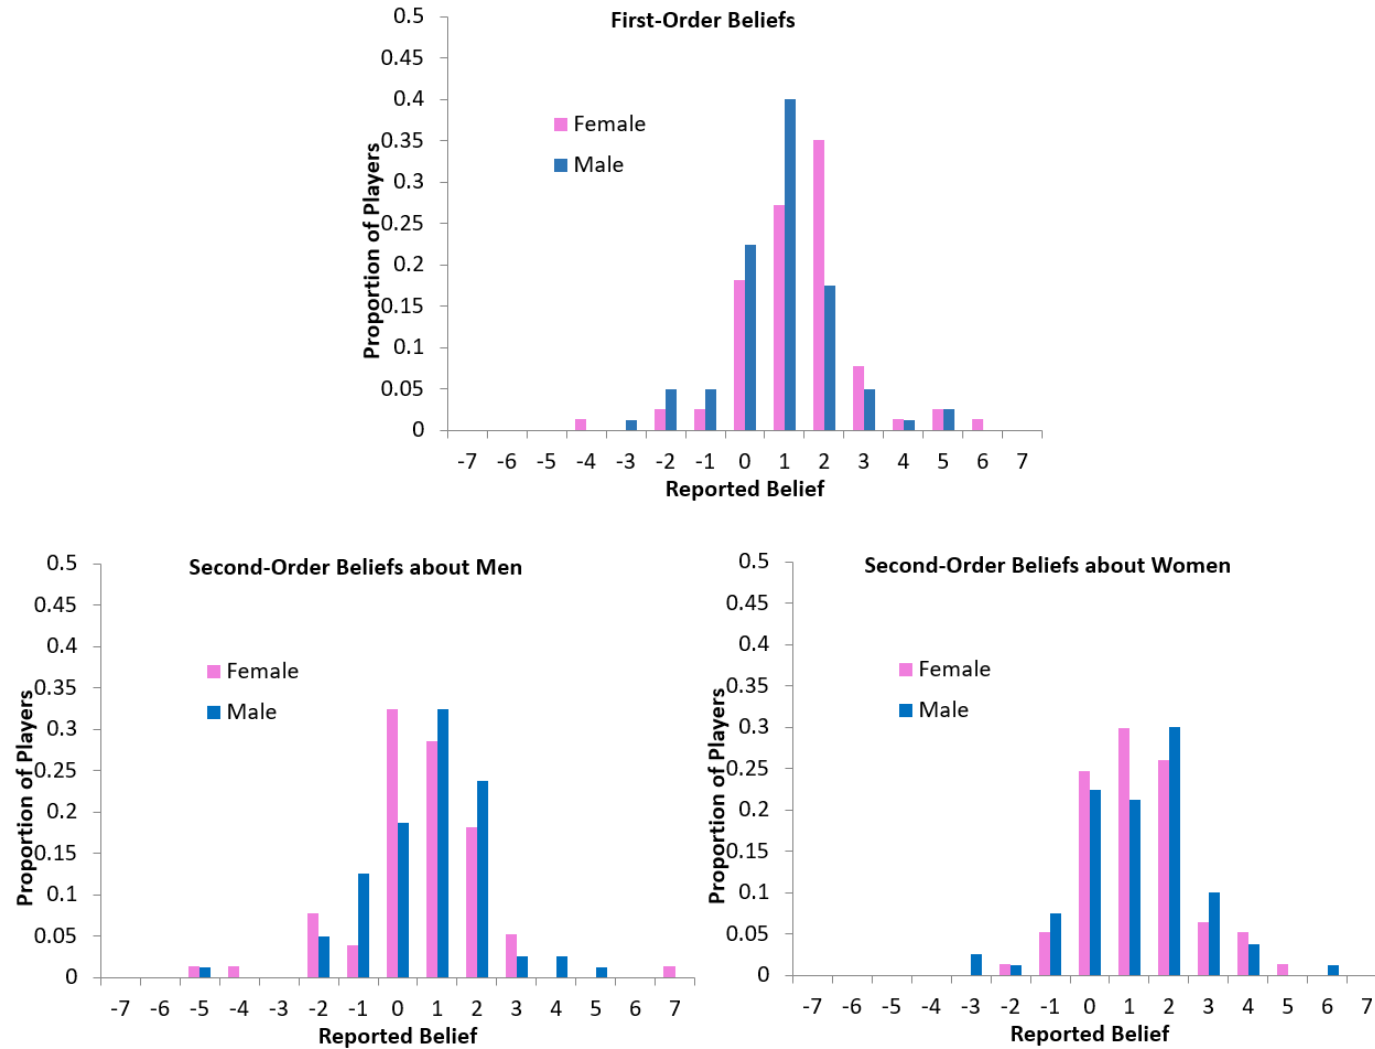 First-Order Beliefs
0.5
0.45
0.4
0.35
0.3
0.25
0.2
0.15
0.1
0.05
0
Proportion of Players
Female
Male
-7 -6 -5 -4 -3 -2 -1 0 1 2 3 4 5 6 7
Reported Belief
Second-Order Beliefs about Men
0.5
0.45
0.4
0.35
0.3
0.25
0.2
0.15
0.1
0.05
0
Proportion of Players
Female
Male
-7 -6 -5 -4 -3 -2 -1 0 1 2 3 4 5 6 7
Reported Belief
Second-Order Beliefs about Women
0.5
0.45
0.4
0.35
0.3
0.25
0.2
0.15
0.1
0.05
0
Proportion of Players
Female
Male
-7 -6 -5 -4 -3 -2 -1 0 1 2 3 4 5 6 7
Reported Belief